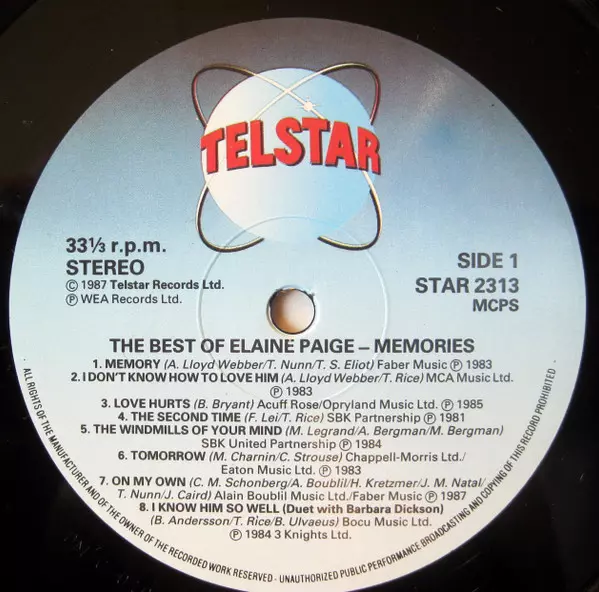 TELSTAR
33⅓ r.p.m.
STEREO
© 1987 Telstar Records Ltd.
℗ WEA Records Ltd.
SIDE 1
STAR 2313
MCPS
THE BEST OF ELAINE PAIGE – MEMORIES
1. MEMORY (A. Lloyd Webber/T. Nunn/T. S. Eliot) Faber Music ℗ 1983
2. I DON'T KNOW HOW TO LOVE HIM (A. Lloyd Webber/T. Rice) MCA Music Ltd.
℗ 1983
3. LOVE HURTS (B. Bryant) Acuff Rose/Opryland Music Ltd. ℗ 1985
4. THE SECOND TIME (F. Lei/T. Rice) SBK Partnership ℗ 1981
5. THE WINDMILLS OF YOUR MIND (M. Legrand/A. Bergman/M. Bergman)
SBK United Partnership ℗ 1984
6. TOMORROW (M. Charnin/C. Strouse) Chappell-Morris Ltd./
Eaton Music Ltd. ℗ 1983
7. ON MY OWN (C. M. Schonberg/A. Boublil/H. Kretzmer/J. M. Natal/
T. Nunn/J. Caird) Alain Boublil Music Ltd./Faber Music ℗ 1987
8. I KNOW HIM SO WELL (Duet with Barbara Dickson)
(B. Andersson/T. Rice/B. Ulvaeus) Bocu Music Ltd.
℗ 1984 3 Knights Ltd.
ALL RIGHTS OF THE MANUFACTURER AND OF THE OWNER OF THE RECORDED WORK RESERVED - UNAUTHORIZED PUBLIC PERFORMANCE BROADCASTING AND COPYING OF THIS RECORD PROHIBITED